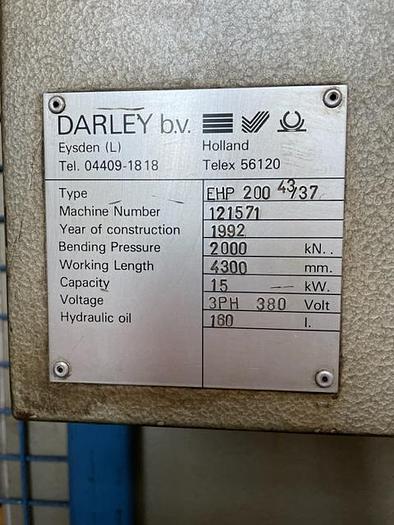 DARLEY b.v.
Eysden (L) Holland
Tel. 04409-1818 Telex 56120
Type EHP 200 43/37
Machine Number 121571
Year of construction 1992
Bending Pressure 2000 kN..
Working Length 4300 mm.
Capacity 15 — kW.
Voltage 3PH 380 Volt
Hydraulic oil 160 l.